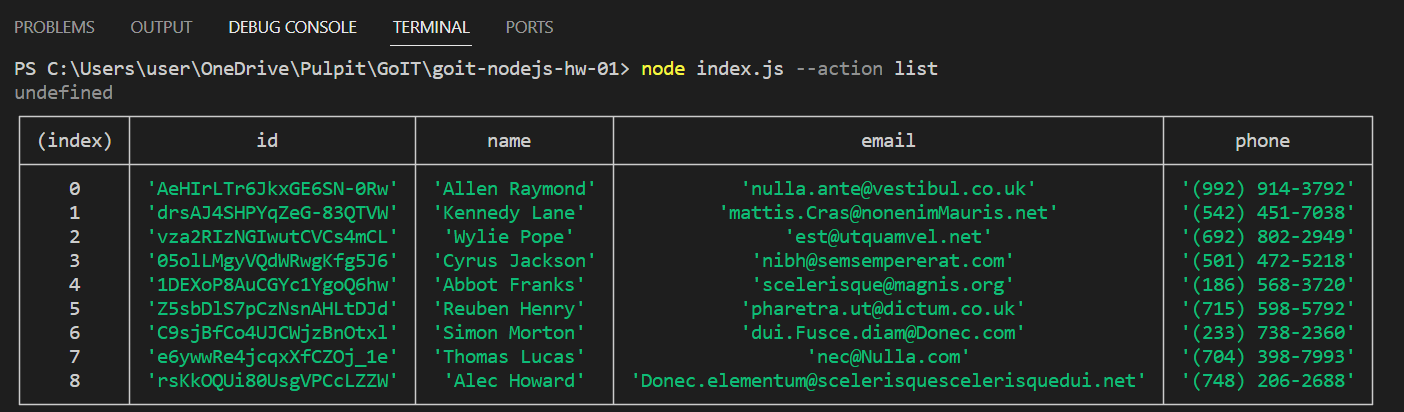 PROBLEMS OUTPUT DEBUG CONSOLE TERMINAL PORTS
PS C:\Users\user\OneDrive\Pulpit\GoIT\goit-nodejs-hw-01> node index.js --action list
undefined
(index) id name email phone
0 'AeHIrLTr6JkxGE6SN-0Rw' 'Allen Raymond' 'nulla.ante@vestibul.co.uk' '(992) 914-3792'
1 'drsAJ4SHPYqZeG-83QTVW' 'Kennedy Lane' 'mattis.Cras@nonenimMauris.net' '(542) 451-7038'
2 'vza2RIzNGIwutCVCs4mCL' 'Wylie Pope' 'est@utquamvel.net' '(692) 802-2949'
3 '05olLMgyVQdWRwgKfg5J6' 'Cyrus Jackson' 'nibh@semsempererat.com' '(501) 472-5218'
4 '1DEXoP8AuCGYc1YgoQ6hw' 'Abbot Franks' 'scelerisque@magnis.org' '(186) 568-3720'
5 'Z5sbDlS7pCzNsnAHLtDJd' 'Reuben Henry' 'pharetra.ut@dictum.co.uk' '(715) 598-5792'
6 'C9sjBfCo4UJCWjzBnOtxl' 'Simon Morton' 'dui.Fusce.diam@Donec.com' '(233) 738-2360'
7 'e6ywwRe4jcqxXfCZOj_1e' 'Thomas Lucas' 'nec@Nulla.com' '(704) 398-7993'
8 'rsKkOQUi80UsgVPCcLZZW' 'Alec Howard' 'Donec.elementum@scelerisquescelerisquedui.net' '(748) 206-2688'